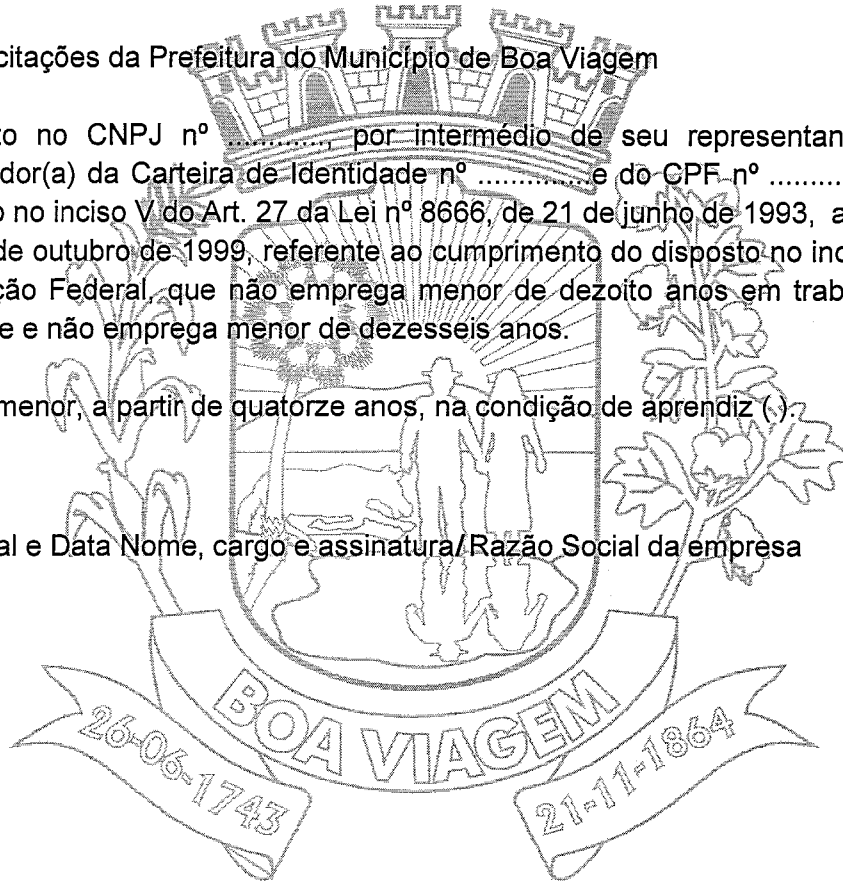 citações da Prefeitura do Município de Boa Viagem
to no CNPJ nº ............, por intermédio de seu representan
dor(a) da Carteira de Identidade nº ..............e do CPF nº .........
o no inciso V do Art. 27 da Lei nº 8666, de 21 de junho de 1993, a
de outubro de 1999, referente ao cumprimento do disposto no inc
ção Federal, que não emprega menor de dezoito anos em trab
e e não emprega menor de dezesseis anos.
menor, a partir de quatorze anos, na condição de aprendiz ( ).
al e Data Nome, cargo e assinatura/ Razão Social da empresa
BOA VIAGEM
26-06-1743
21-11-1864